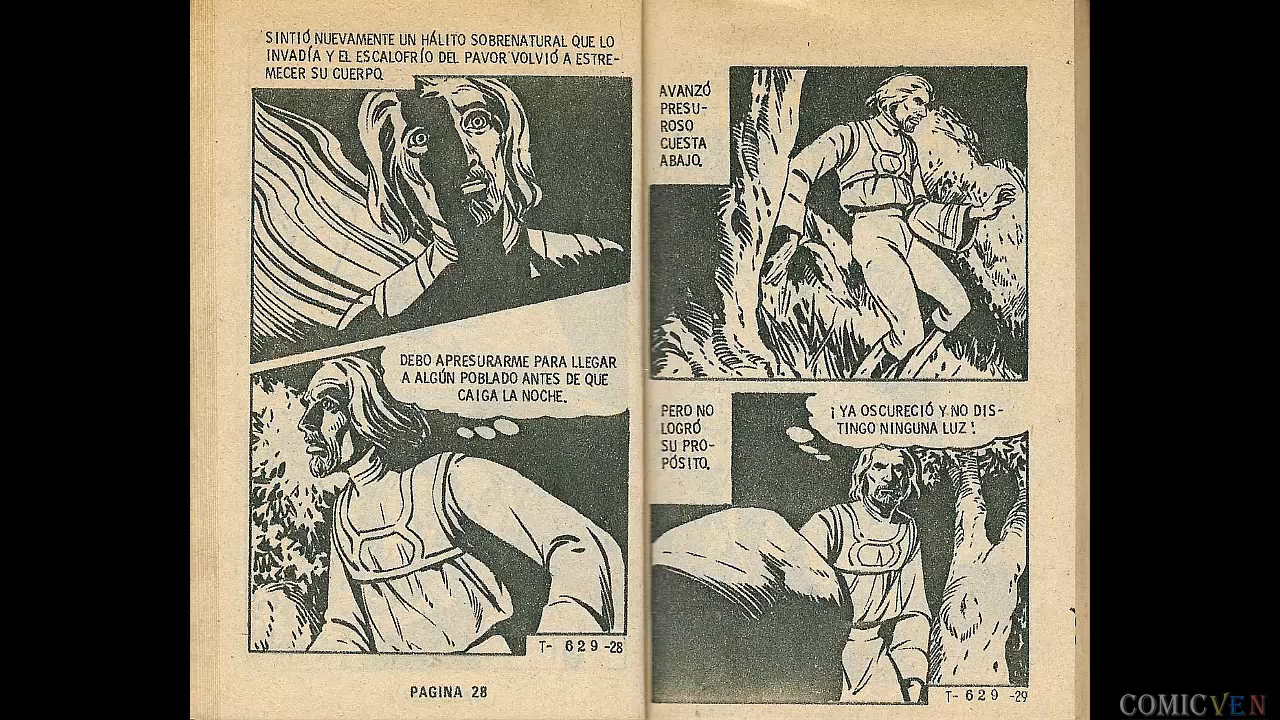 SINTIÓ NUEVAMENTE UN HÁLITO SOBRENATURAL QUE LO
INVADÍA Y EL ESCALOFRÍO DEL PAVOR VOLVIÓ A ESTRE-
MECER SU CUERPO.
DEBO APRESURARME PARA LLEGAR
A ALGÚN POBLADO ANTES DE QUE
CAIGA LA NOCHE.
T- 629 -28
PAGINA 28
AVANZÓ
PRESU-
ROSO
CUESTA
ABAJO.
PERO NO
LOGRÓ
SU PRO-
PÓSITO.
¡YA OSCURECIÓ Y NO DIS-
TINGO NINGUNA LUZ!
T- 629 -29
COMICVEN